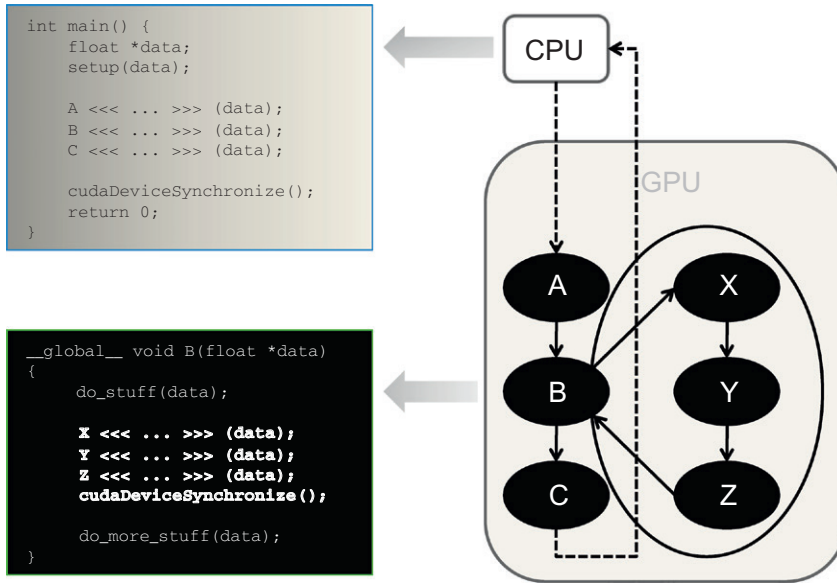 int main() {
float *data;
setup(data);
A <<< ... >>> (data);
B <<< ... >>> (data);
C <<< ... >>> (data);
cudaDeviceSynchronize();
return 0;
}
__global__ void B(float *data)
{
do_stuff(data);
X <<< ... >>> (data);
Y <<< ... >>> (data);
Z <<< ... >>> (data);
cudaDeviceSynchronize();
do_more_stuff(data);
}
CPU
GPU
A
X
B
Y
C
Z